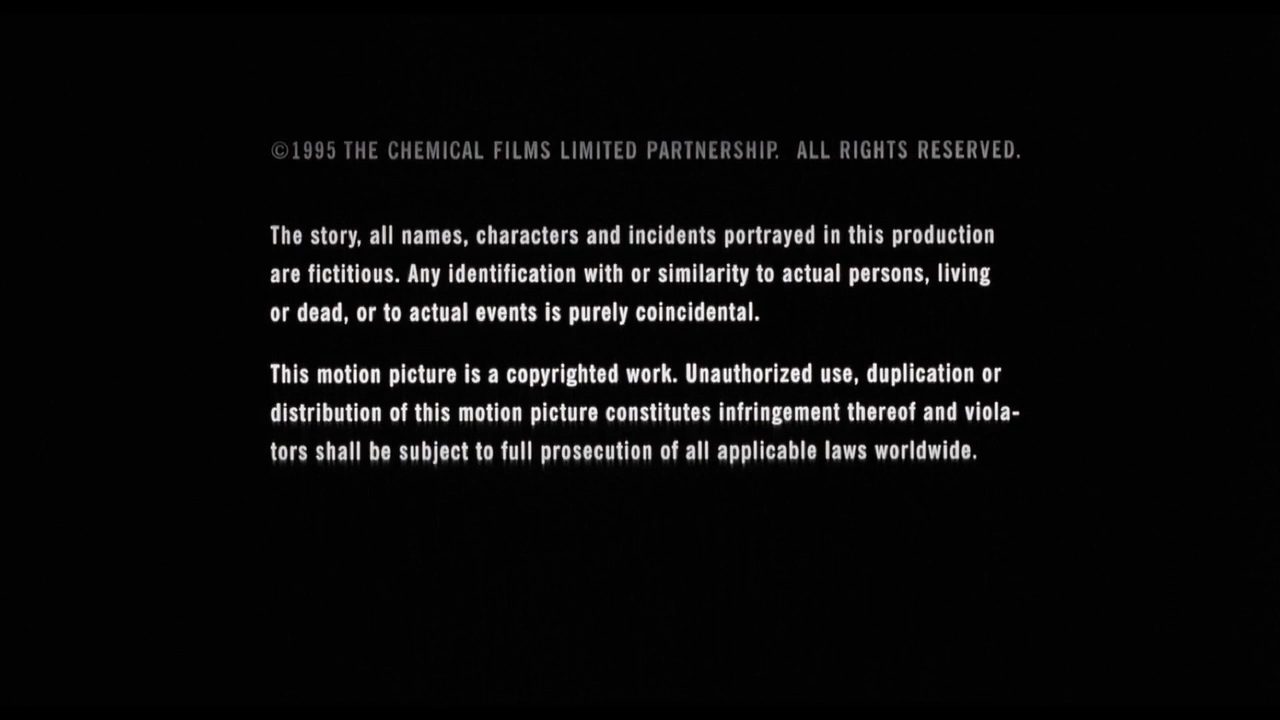 ©1995 THE CHEMICAL FILMS LIMITED PARTNERSHIP. ALL RIGHTS RESERVED.
The story, all names, characters and incidents portrayed in this production
are fictitious. Any identification with or similarity to actual persons, living
or dead, or to actual events is purely coincidental.
This motion picture is a copyrighted work. Unauthorized use, duplication or
distribution of this motion picture constitutes infringement thereof and viola-
tors shall be subject to full prosecution of all applicable laws worldwide.